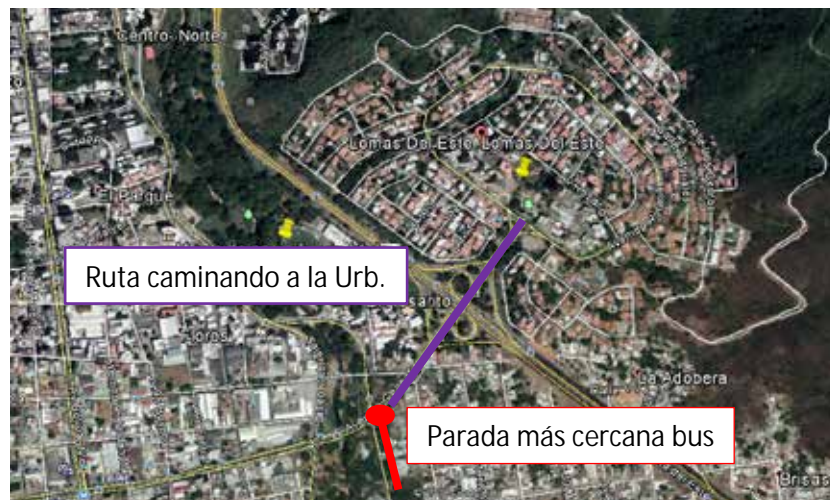 Centro-Norte
El Parque
Lomas Del Este
Lomas Del Este
Ruta caminando a la Urb.
La Adobera
Parada más cercana bus
Brisas